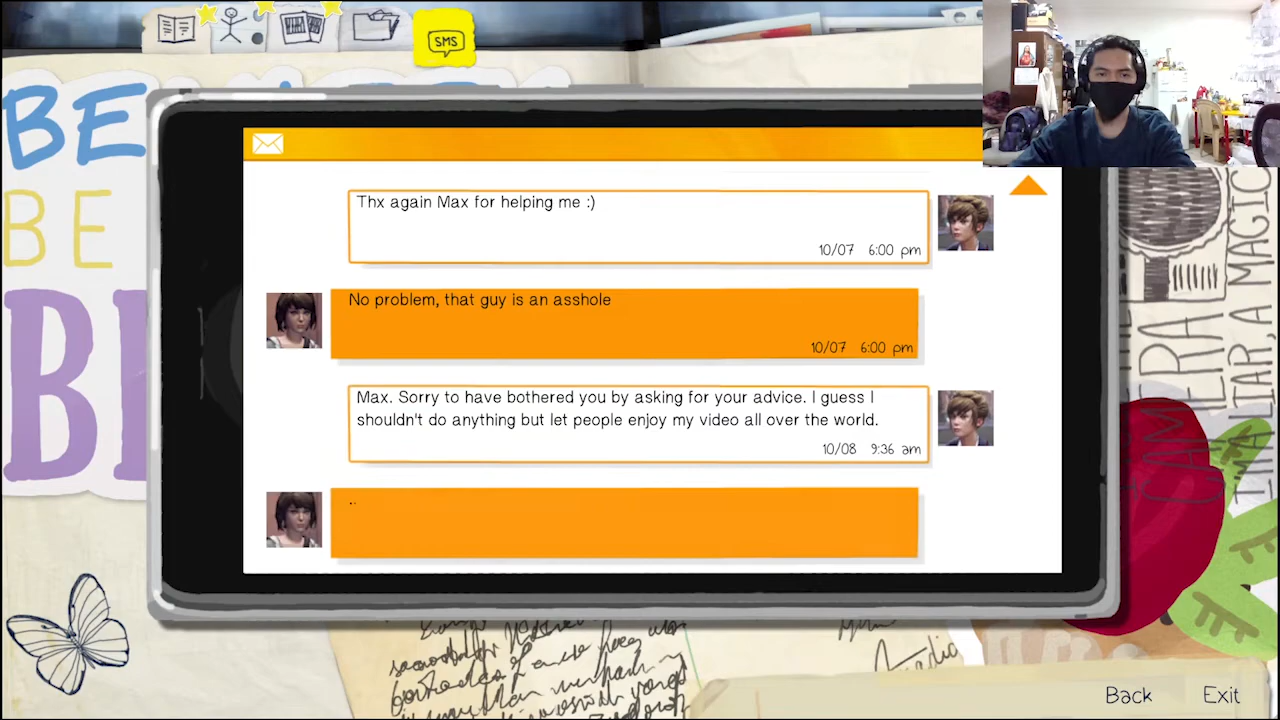 SMS
BE
Thx again Max for helping me :)
10/07 6:00 pm
No problem, that guy is an asshole
10/07 6:00 pm
BE
Max. Sorry to have bothered you by asking for your advice. I guess I
shouldn't do anything but let people enjoy my video all over the world.
10/08 9:36 am
..
CAMERA
LIAR, A MAGIC
Back
Exit